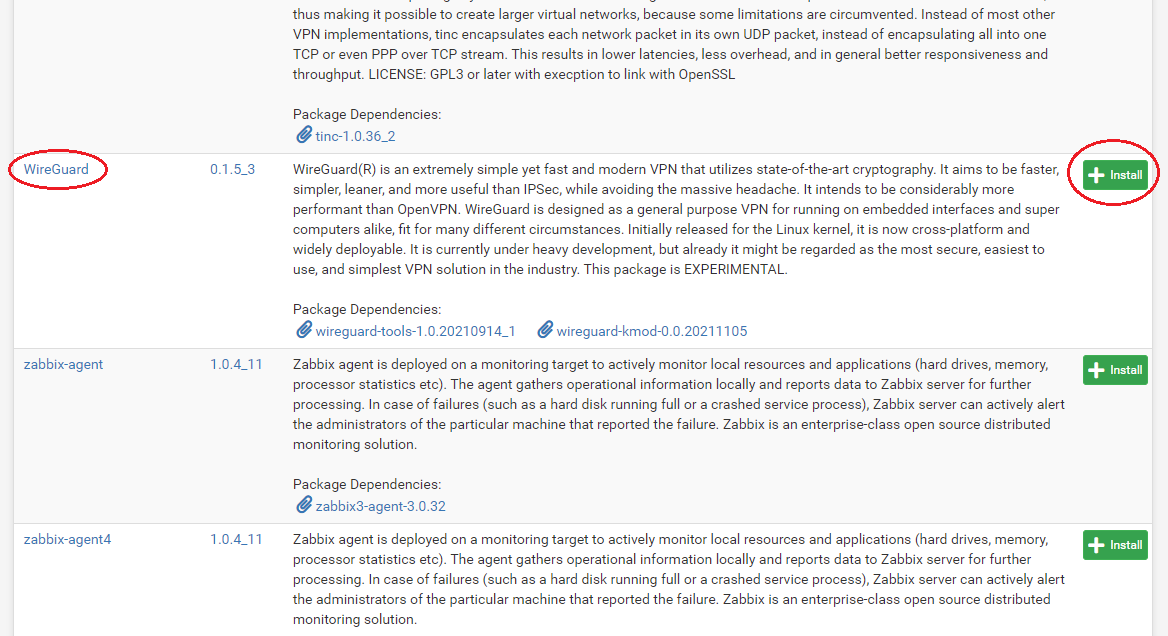 thus making it possible to create larger virtual networks, because some limitations are circumvented. Instead of most other
VPN implementations, tinc encapsulates each network packet in its own UDP packet, instead of encapsulating all into one
TCP or even PPP over TCP stream. This results in lower latencies, less overhead, and in general better responsiveness and
throughput. LICENSE: GPL3 or later with execption to link with OpenSSL
Package Dependencies:
tinc-1.0.36_2
WireGuard 0.1.5_3 WireGuard(R) is an extremely simple yet fast and modern VPN that utilizes state-of-the-art cryptography. It aims to be faster, Install
simpler, leaner, and more useful than IPSec, while avoiding the massive headache. It intends to be considerably more
performant than OpenVPN. WireGuard is designed as a general purpose VPN for running on embedded interfaces and super
computers alike, fit for many different circumstances. Initially released for the Linux kernel, it is now cross-platform and
widely deployable. It is currently under heavy development, but already it might be regarded as the most secure, easiest to
use, and simplest VPN solution in the industry. This package is EXPERIMENTAL.
Package Dependencies:
wireguard-tools-1.0.20210914_1 wireguard-kmod-0.0.20211105
zabbix-agent 1.0.4_11 Zabbix agent is deployed on a monitoring target to actively monitor local resources and applications (hard drives, memory, Install
processor statistics etc). The agent gathers operational information locally and reports data to Zabbix server for further
processing. In case of failures (such as a hard disk running full or a crashed service process), Zabbix server can actively alert
the administrators of the particular machine that reported the failure. Zabbix is an enterprise-class open source distributed
monitoring solution.
Package Dependencies:
zabbix3-agent-3.0.32
zabbix-agent4 1.0.4_11 Zabbix agent is deployed on a monitoring target to actively monitor local resources and applications (hard drives, memory, Install
processor statistics etc). The agent gathers operational information locally and reports data to Zabbix server for further
processing. In case of failures (such as a hard disk running full or a crashed service process), Zabbix server can actively alert
the administrators of the particular machine that reported the failure. Zabbix is an enterprise-class open source distributed
monitoring solution.